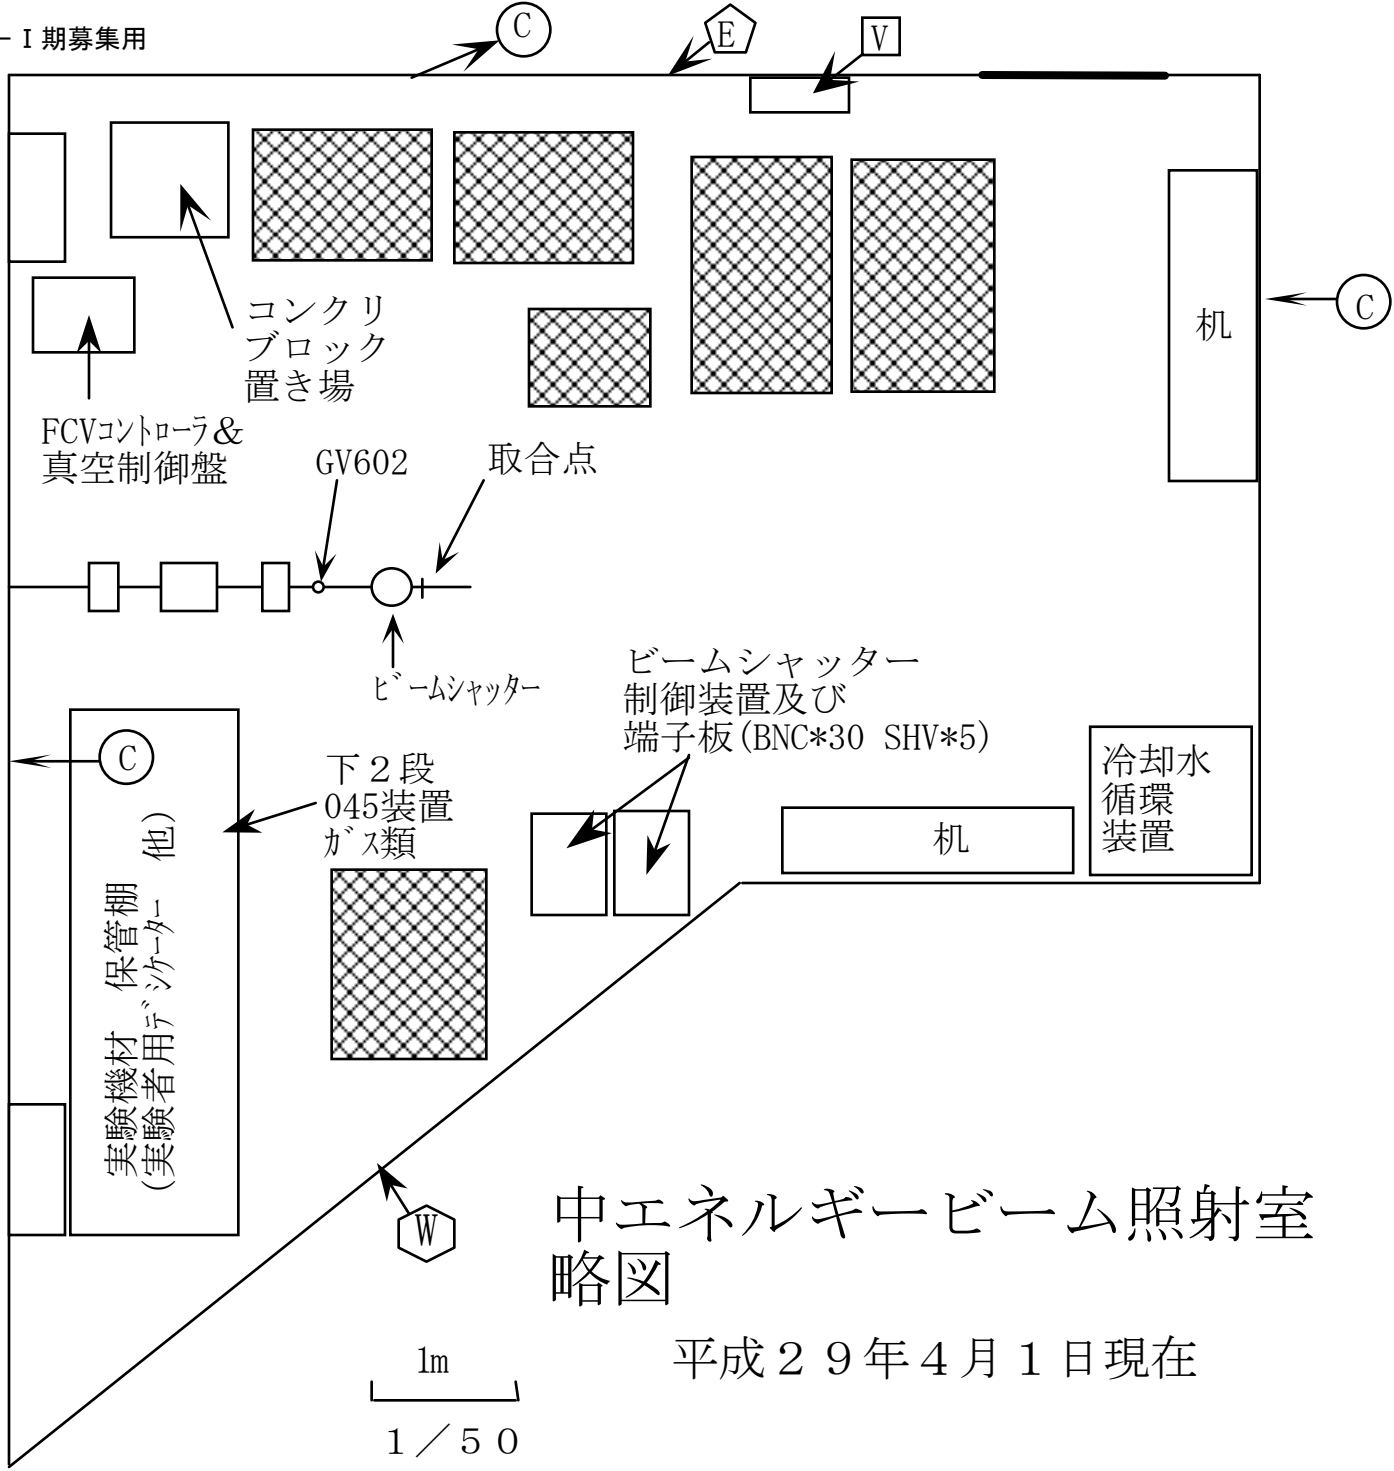 - Ⅰ期募集用
C
E
V
コンクリ
ブロック
置き場
机
C
FCVコントローラ&
真空制御盤
GV602
取合点
ビームシャッター
ビームシャッター
制御装置及び
端子板(BNC*30 SHV*5)
C
下2段
045装置
ガス類
机
冷却水
循環
装置
実験機材 保管棚
(実験者用デシケーター 他)
W
中エネルギービーム照射室
略図
平成29年4月1日現在
1m
1/50